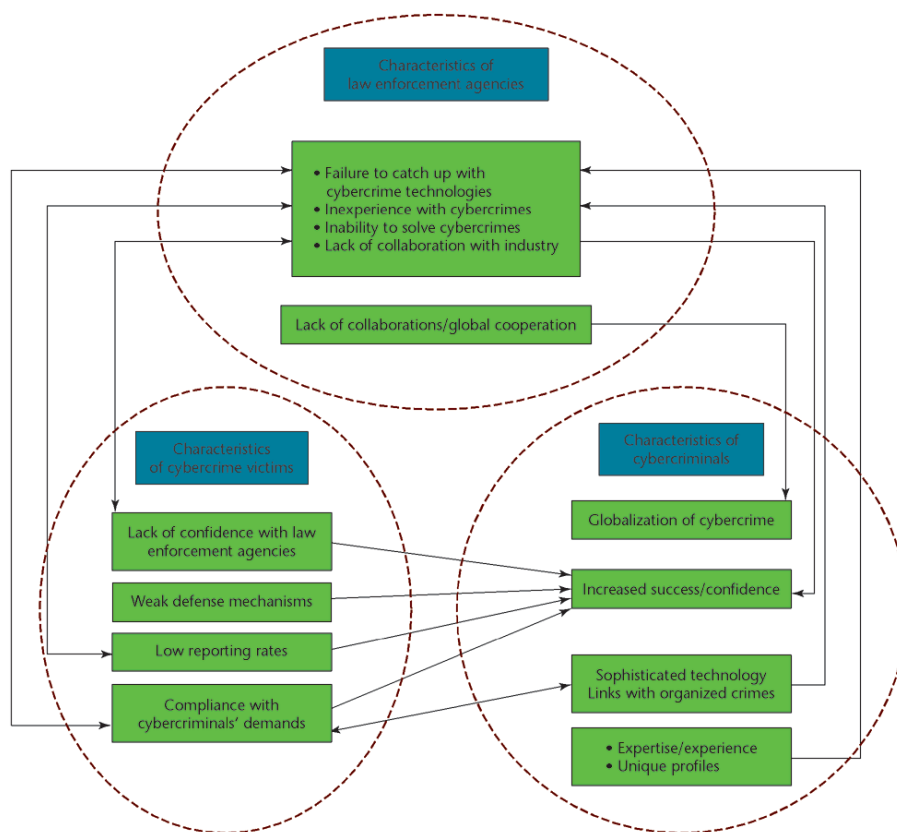 Characteristics of
law enforcement agencies
• Failure to catch up with
cybercrime technologies
• Inexperience with cybercrimes
• Inability to solve cybercrimes
• Lack of collaboration with industry
Lack of collaborations/global cooperation
Characteristics
of cybercrime victims
Lack of confidence with law
enforcement agencies
Weak defense mechanisms
Low reporting rates
Compliance with
cybercriminals’ demands
Characteristics of
cybercriminals
Globalization of cybercrime
Increased success/confidence
Sophisticated technology
Links with organized crimes
• Expertise/experience
• Unique profiles